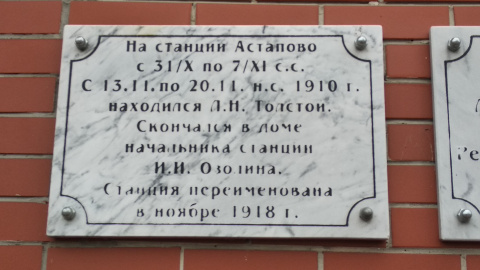 На станции Астапово
с 31/X по 7/XI с.с.
С 13.11. по 20.11. н.с. 1910 г.
находился Л.Н. Толстой.
Скончался в доме
начальника станции
И.И. Озолина.
Станция переименована
в ноябре 1918 г.